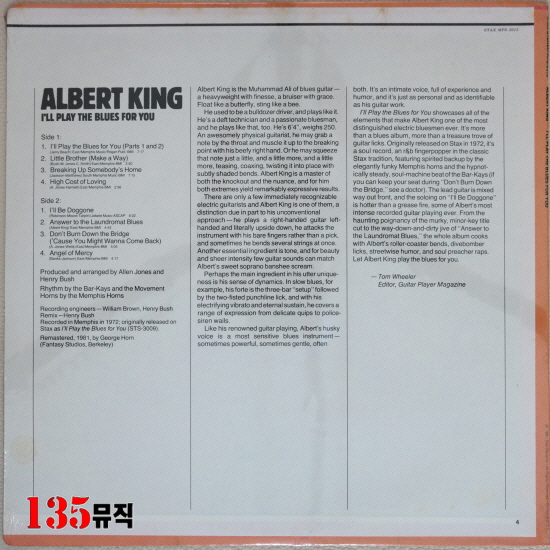 STAX MPS-8513
ALBERT KING
I'LL PLAY THE BLUES FOR YOU
Side 1:
1. I'll Play the Blues for You (Parts 1 and 2)
2. Little Brother (Make a Way)
3. Breaking Up Somebody's Home
4. High Cost of Loving
Side 2:
1. I'll Be Doggone
2. Answer to the Laundromat Blues
3. Don't Burn Down the Bridge
('Cause You Might Wanna Come Back)
4. Angel of Mercy
Produced and arranged by Allen Jones and
Henry Bush
Rhythm by the Bar-Kays and the Movement
Horns by the Memphis Horns
Recording engineers—William Brown, Henry Bush
Remix—Henry Bush
Recorded in Memphis in 1972; originally released on
Stax as I'll Play the Blues for You (STS-3009).
Remastered, 1981, by George Horn
(Fantasy Studios, Berkeley)
Albert King is the Muhammad Ali of blues guitar—
a heavyweight with finesse, a bruiser with grace.
Float like a butterfly, sting like a bee.
He used to be a bulldozer driver, and plays like it.
He's a deft technician and a passionate bluesman,
and he plays like that, too. He's 6'4", weighs 250.
An awesomely physical guitarist, he may grab a
note by the throat and muscle it up to the breaking
point with his beefy right hand. Or he may squeeze
that note just a little, and a little more, and a little
more, teasing, coaxing, twisting it into place with
subtly shaded bends. Albert King is a master of
both the knockout and the nuance, and for him
both extremes yield remarkably expressive results.
There are only a few immediately recognizable
electric guitarists and Albert King is one of them, a
distinction due in part to his unconventional
approach—he plays a right-handed guitar left-
handed and literally upside down, he attacks the
instrument with his bare fingers rather than a pick,
and sometimes he bends several strings at once.
Another essential ingredient is tone, and for beauty
and sheer intensity few guitar sounds can match
Albert's sweet soprano banshee scream.
Perhaps the main ingredient in his utter unique-
ness is his sense of dynamics. In slow blues, for
example, his forte is the three-bar "setup" followed
by the two-fisted punchline lick, and with his
electrifying vibrato and eternal sustain, he covers a
range of expression from delicate quips to police-
siren wails.
Like his renowned guitar playing, Albert's husky
voice is a most sensitive blues instrument—
sometimes powerful, sometimes gentle, often
both. It's an intimate voice, full of experience and
humor, and it's just as personal and as identifiable
as his guitar work.
I'll Play the Blues for You showcases all of the
elements that make Albert King one of the most
distinguished electric bluesmen ever. It's more
than a blues album, more than a treasure trove of
guitar licks. Originally released on Stax in 1972, it's
a soul record, an r&b fingerpopper in the classic
Stax tradition, featuring spirited backup by the
elegantly funky Memphis horns and the hypnot-
ically steady, soul-machine beat of the Bar-Kays (if
you can keep your seat during "Don't Burn Down
the Bridge," see a doctor). The lead guitar is mixed
way out front, and the soloing on "I'll Be Doggone"
is hotter than a grease fire, some of Albert's most
intense recorded guitar playing ever. From the
haunting poignancy of the murky, minor-key title
cut to the way-down-and-dirty jive of "Answer to
the Laundromat Blues," the whole album cooks
with Albert's roller-coaster bends, divebomber
licks, streetwise humor, and soul preacher raps.
Let Albert King play the blues for you.
— Tom Wheeler
Editor, Guitar Player Magazine
4
135뮤직